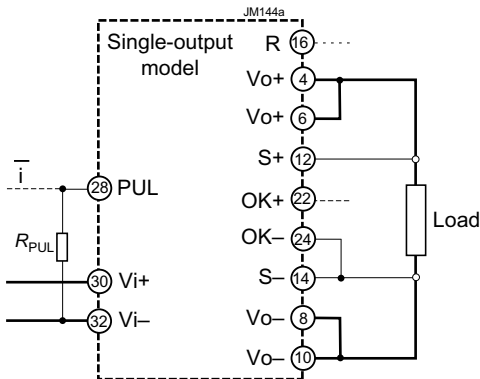 JM144a
Single-output
model
R 16
Vo+ 4
Vo+ 6
S+ 12
i
28 PUL
OK+ 22
OK– 24
Load
RPUL
S– 14
30 Vi+
32 Vi–
Vo– 8
Vo– 10